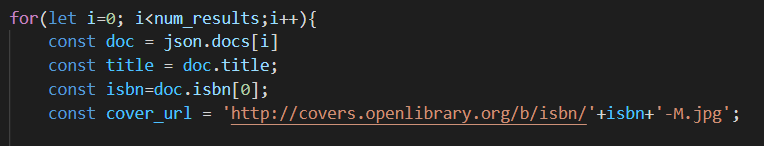 for(let i=0; i<num_results;i++){
    const doc = json.docs[i]
    const title = doc.title;
    const isbn=doc.isbn[0];
    const cover_url = 'http://covers.openlibrary.org/b/isbn/'+isbn+'-M.jpg';